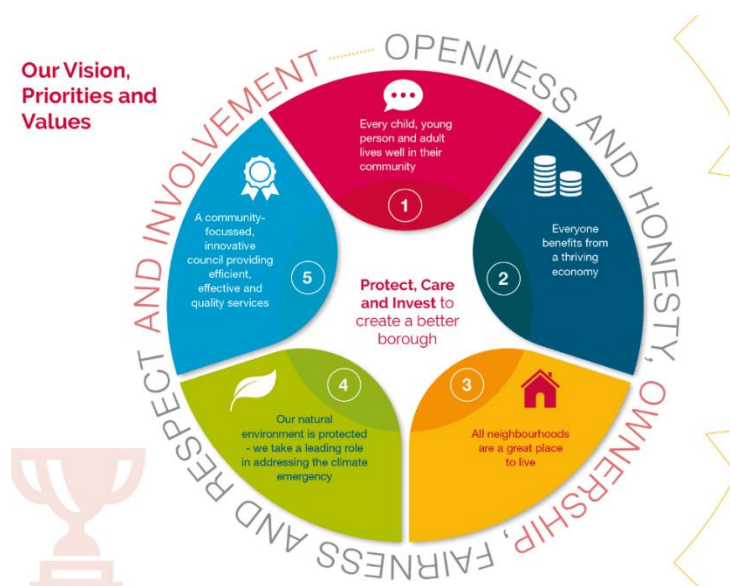 Our Vision,
Priorities and
Values
OPENNESS AND HONESTY, OWNERSHIP, FAIRNESS AND RESPECT AND INVOLVEMENT
Every child, young
person and adult
lives well in their
community
1
Everyone
benefits from
a thriving
economy
2
3
All neighbourhoods
are a great place
to live
4
Our natural
environment is protected
- we take a leading role
in addressing the climate
emergency
A community-
focussed,
innovative
council providing
efficient,
effective and
quality services
5
Protect, Care
and Invest to
create a better
borough